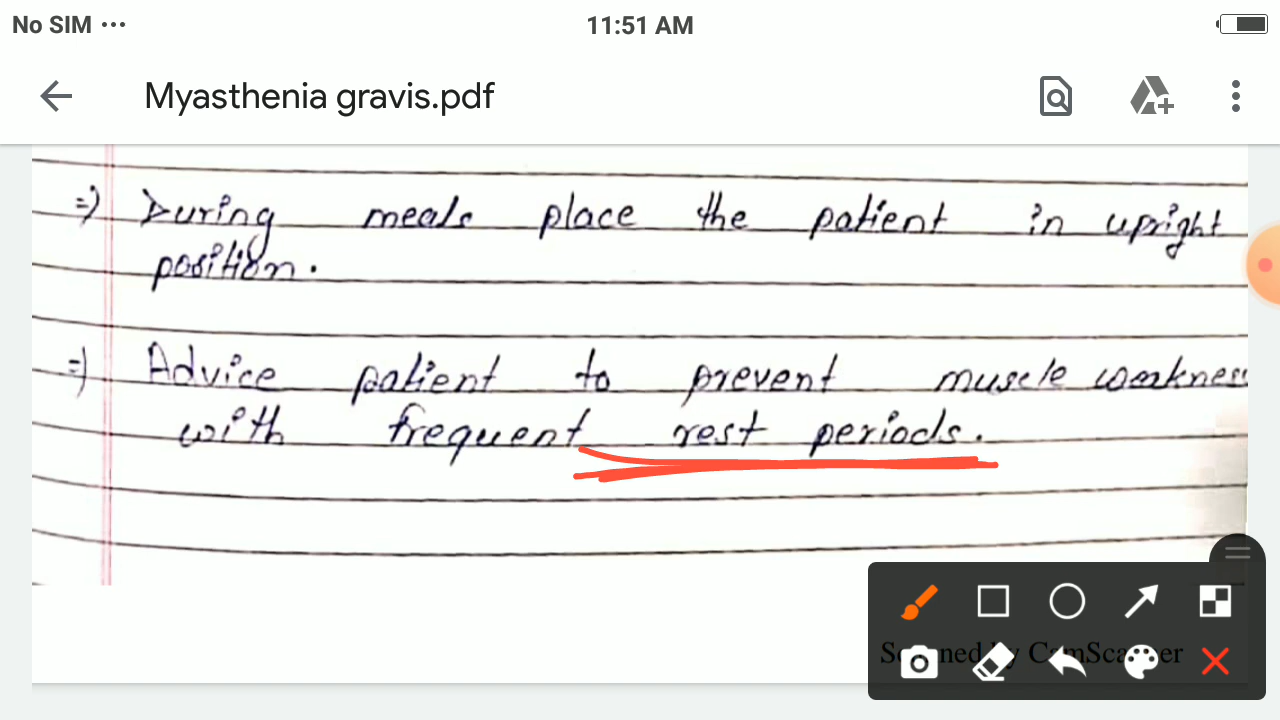 No SIM ···
11:51 AM
Myasthenia gravis.pdf
=) During meals place the patient in upright
position.
=) Advice patient to prevent muscle weakness
with frequent rest periods.
Scanned by CamScanner